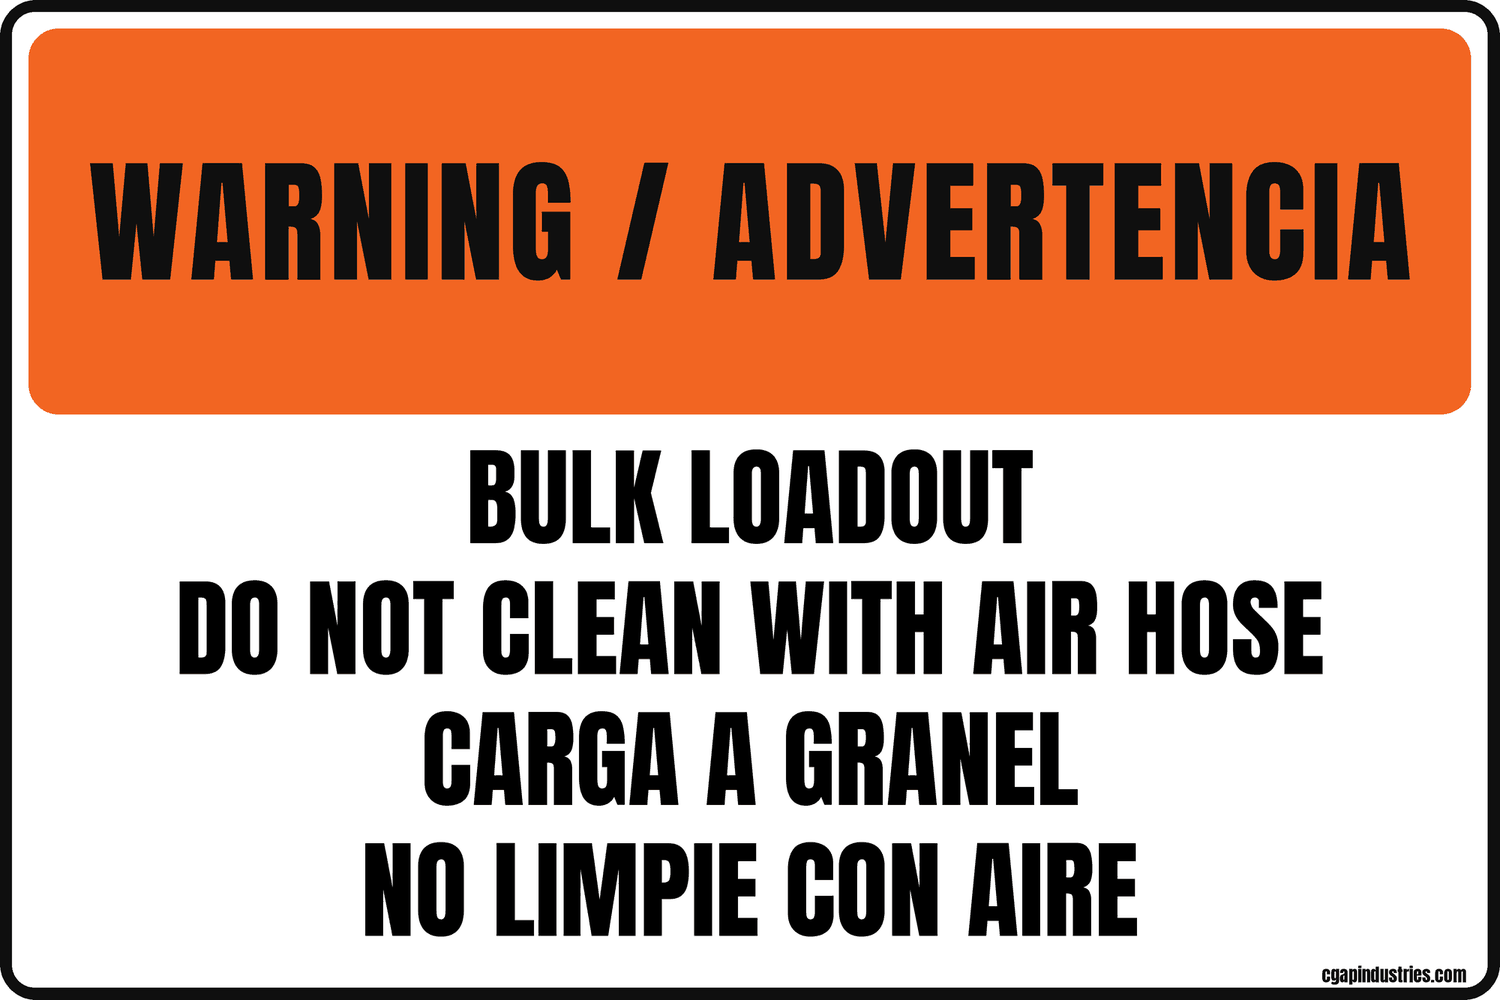 WARNING / ADVERTENCIA
BULK LOADOUT
DO NOT CLEAN WITH AIR HOSE
CARGA A GRANEL
NO LIMPIE CON AIRE
cgapindustries.com